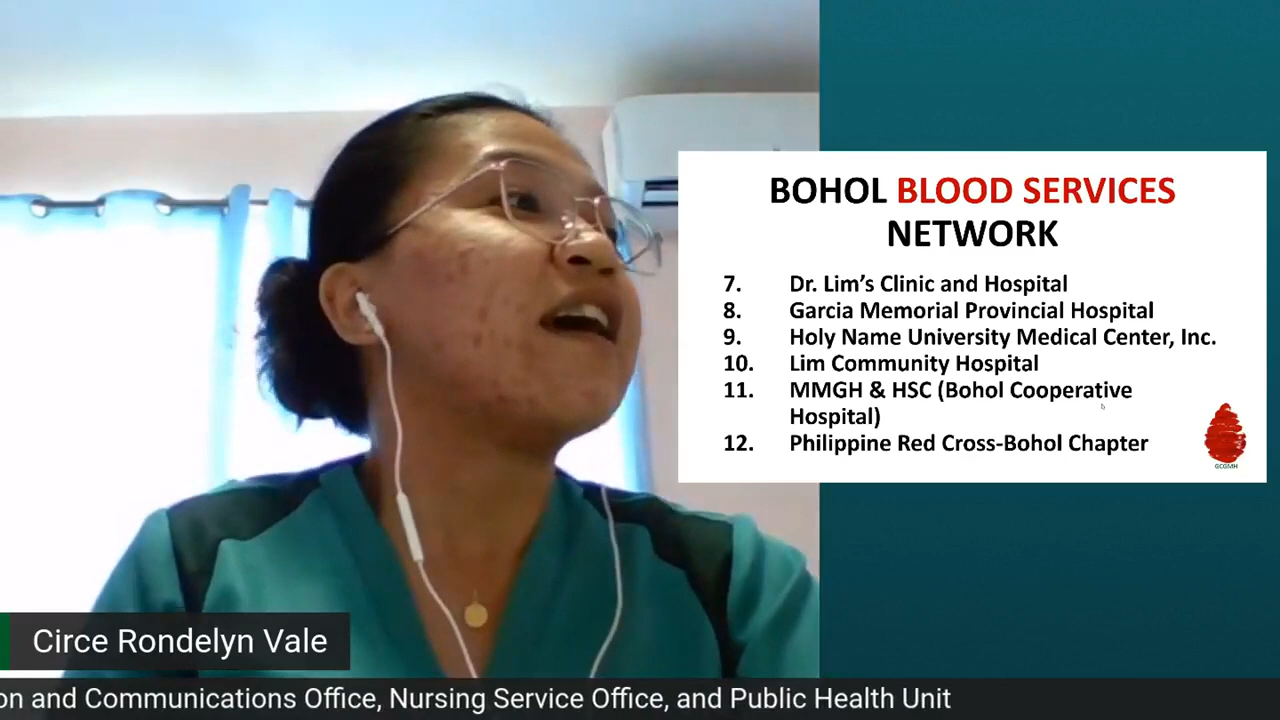 BOHOL BLOOD SERVICES
NETWORK
7. Dr. Lim’s Clinic and Hospital
8. Garcia Memorial Provincial Hospital
9. Holy Name University Medical Center, Inc.
10. Lim Community Hospital
11. MMGH & HSC (Bohol Cooperative
Hospital)
12. Philippine Red Cross-Bohol Chapter
GCGMH
Circe Rondelyn Vale
on and Communications Office, Nursing Service Office, and Public Health Unit